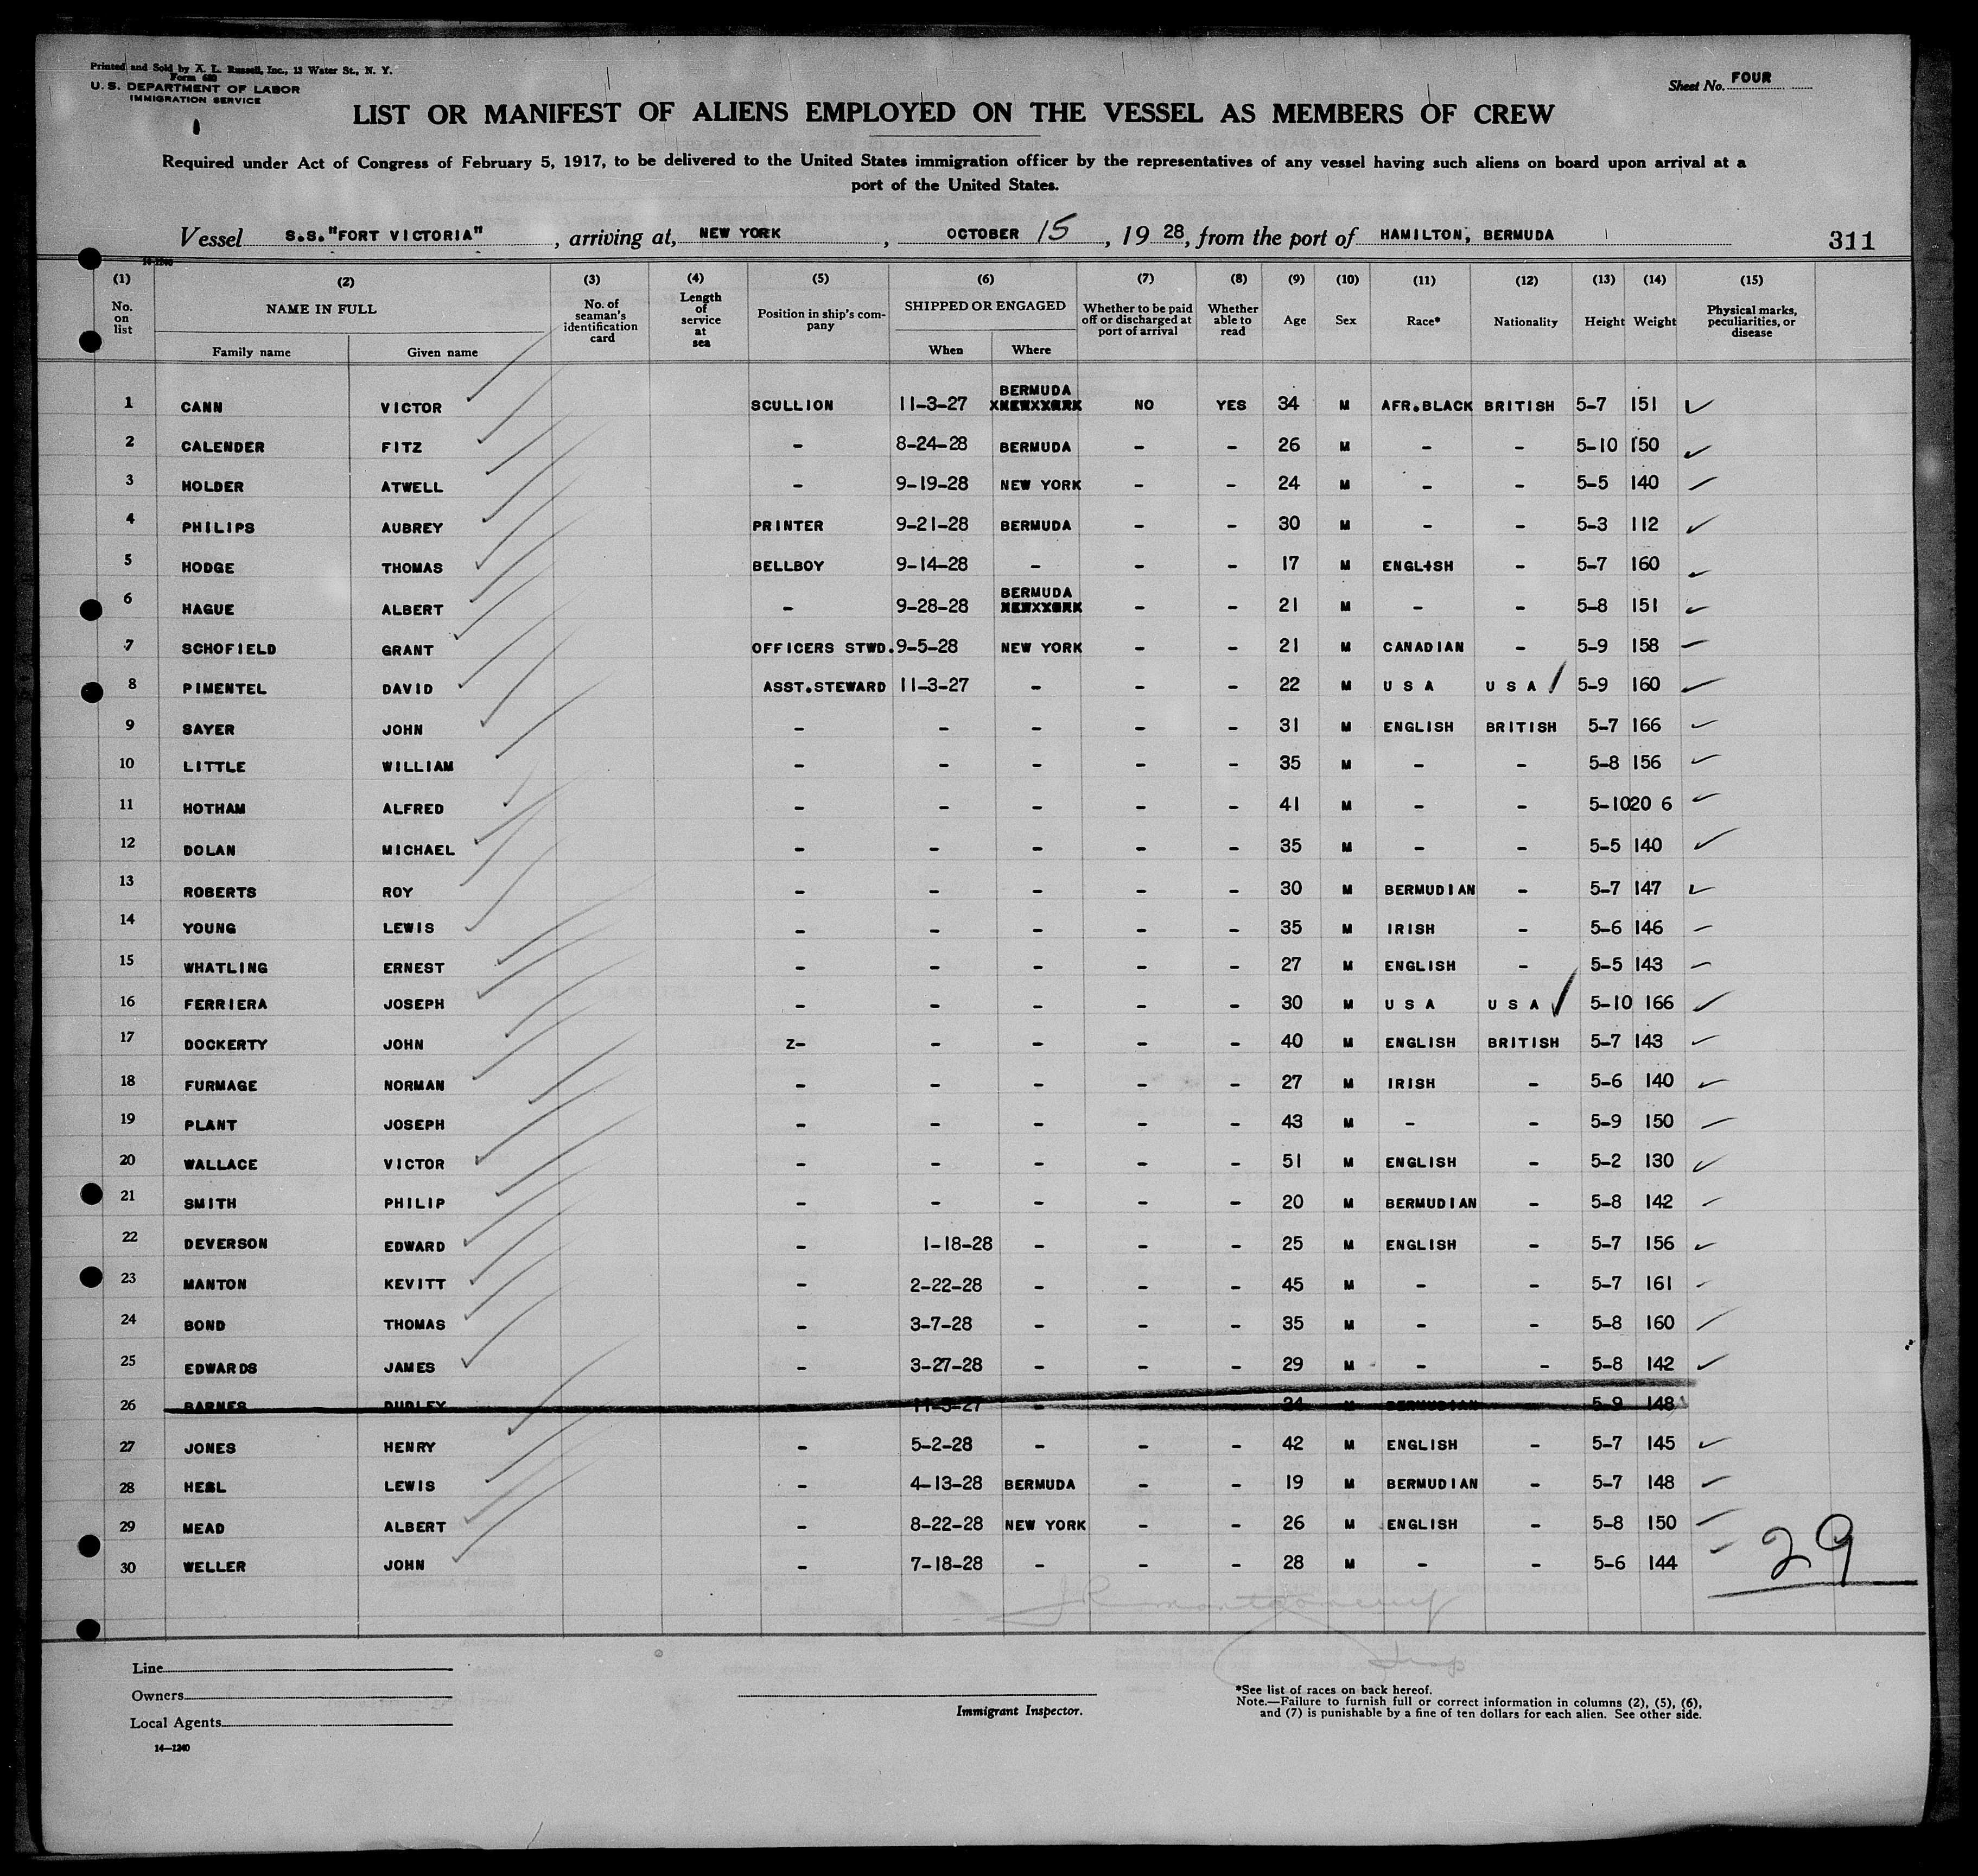 Printed and Sold by A. L. Russell, Inc., 13 Water St., N. Y.
Form 680
U. S. DEPARTMENT OF LABOR
IMMIGRATION SERVICE
Sheet No. FOUR
LIST OR MANIFEST OF ALIENS EMPLOYED ON THE VESSEL AS MEMBERS OF CREW
Required under Act of Congress of February 5, 1917, to be delivered to the United States immigration officer by the representatives of any vessel having such aliens on board upon arrival at a
port of the United States.
Vessel S.S."FORT VICTORIA", arriving at, NEW YORK, OCTOBER 15, 1928, from the port of HAMILTON, BERMUDA
311
14-1240
(1) (2) (3) (4) (5) (6) (7) (8) (9) (10) (11) (12) (13) (14) (15)
No. on list NAME IN FULL No. of seaman's identification card Length of service at sea Position in ship's company SHIPPED OR ENGAGED Whether to be paid off or discharged at port of arrival Whether able to read Age Sex Race* Nationality Height Weight Physical marks, peculiarities, or disease
Family name Given name When Where
1 CANN VICTOR SCULLION 11-3-27 BERMUDA NO YES 34 M AFR.BLACK BRITISH 5-7 151
2 CALENDER FITZ - 8-24-28 BERMUDA - - 26 M - - 5-10 150
3 HOLDER ATWELL - 9-19-28 NEW YORK - - 24 M - - 5-5 140
4 PHILIPS AUBREY PRINTER 9-21-28 BERMUDA - - 30 M - - 5-3 112
5 HODGE THOMAS BELLBOY 9-14-28 - - - 17 M ENGLISH - 5-7 160
6 HAGUE ALBERT - 9-28-28 BERMUDA - - 21 M - - 5-8 151
7 SCHOFIELD GRANT OFFICERS STWD. 9-5-28 NEW YORK - - 21 M CANADIAN - 5-9 158
8 PIMENTEL DAVID ASST.STEWARD 11-3-27 - - - 22 M U S A U S A 5-9 160
9 SAYER JOHN - - - - - 31 M ENGLISH BRITISH 5-7 166
10 LITTLE WILLIAM - - - - - 35 M - - 5-8 156
11 HOTHAM ALFRED - - - - - 41 M - - 5-10 20 6
12 DOLAN MICHAEL - - - - - 35 M - - 5-5 140
13 ROBERTS ROY - - - - - 30 M BERMUDIAN - 5-7 147
14 YOUNG LEWIS - - - - - 35 M IRISH - 5-6 146
15 WHATLING ERNEST - - - - - 27 M ENGLISH - 5-5 143
16 FERRIERA JOSEPH - - - - - 30 M U S A U S A 5-10 166
17 DOCKERTY JOHN Z- - - - - 40 M ENGLISH BRITISH 5-7 143
18 FURMAGE NORMAN - - - - - 27 M IRISH - 5-6 140
19 PLANT JOSEPH - - - - - 43 M - - 5-9 150
20 WALLACE VICTOR - - - - - 51 M ENGLISH - 5-2 130
21 SMITH PHILIP - - - - - 20 M BERMUDIAN - 5-8 142
22 DEVERSON EDWARD - 1-18-28 - - - 25 M ENGLISH - 5-7 156
23 MANTON KEVITT - 2-22-28 - - - 45 M - - 5-7 161
24 BOND THOMAS - 3-7-28 - - - 35 M - - 5-8 160
25 EDWARDS JAMES - 3-27-28 - - - 29 M - - 5-8 142
26 BARNES DUDLEY 11-3-27 - - - 24 M BERMUDIAN - 5-9 148
27 JONES HENRY - 5-2-28 - - - 42 M ENGLISH - 5-7 145
28 LEWIS - 4-13-28 BERMUDA - - 19 M BERMUDIAN - 5-7 148
29 MEAD ALBERT - 8-22-28 NEW YORK - - 26 M ENGLISH - 5-8 150
30 WELLER JOHN - 7-18-28 - - - 28 M - - 5-6 144
29
Line
Owners
Local Agents
14—1240
Immigrant Inspector.
*See list of races on back hereof.
Note.—Failure to furnish full or correct information in columns (2), (5), (6),
and (7) is punishable by a fine of ten dollars for each alien. See other side.